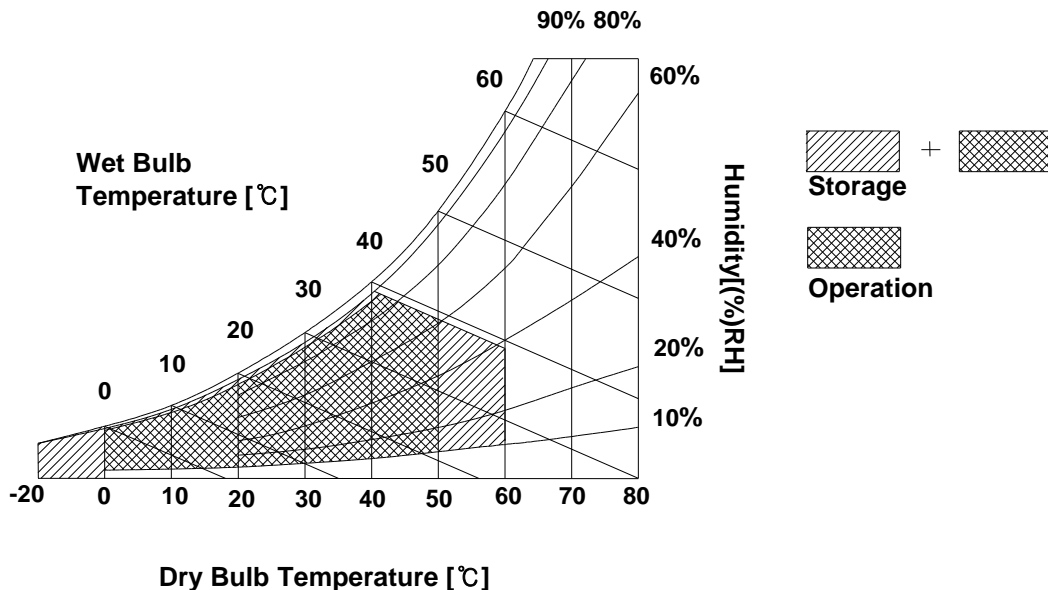 90% 80%
60
60%
50
Wet Bulb
Temperature [℃]
+
Storage
40
40%
Humidity[(%)RH]
30
Operation
20
20%
10
0
10%
-20 0 10 20 30 40 50 60 70 80
Dry Bulb Temperature [℃]